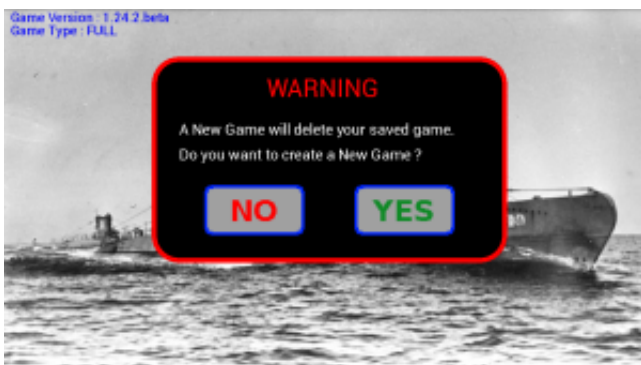 Game Version : 1.24.2.beta
Game Type : FULL
WARNING
A New Game will delete your saved game.
Do you want to create a New Game ?
NO YES